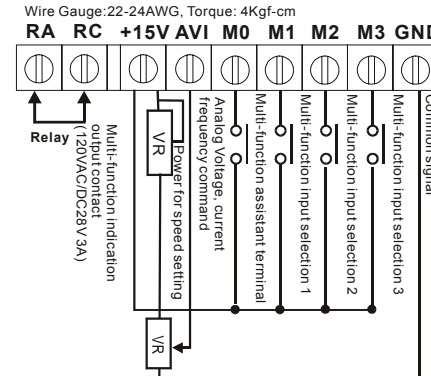 Wire Gauge:22-24AWG, Torque: 4Kgf-cm
RA RC +15V AVI M0 M1 M2 M3 GND
Relay
Multi-function indication
output contact
(120VAC/DC28V 3A)
VR
Power for speed setting
Analog Voltage, current
frequency command
Multi-function assistant terminal
Multi-function input selection 1
Multi-function input selection 2
Multi-function input selection 3
Common signal
VR